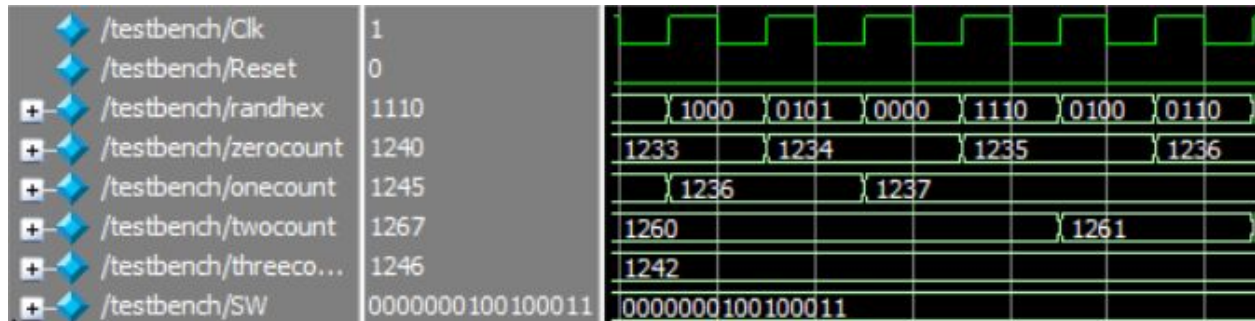 /testbench/Clk 1
/testbench/Reset 0
/testbench/randhex 1110 1000 0101 0000 1110 0100 0110
/testbench/zerocount 1240 1233 1234 1235 1236
/testbench/onecount 1245 1236 1237
/testbench/twocount 1267 1260 1261
/testbench/threeco... 1246 1242
/testbench/SW 0000000100100011 0000000100100011